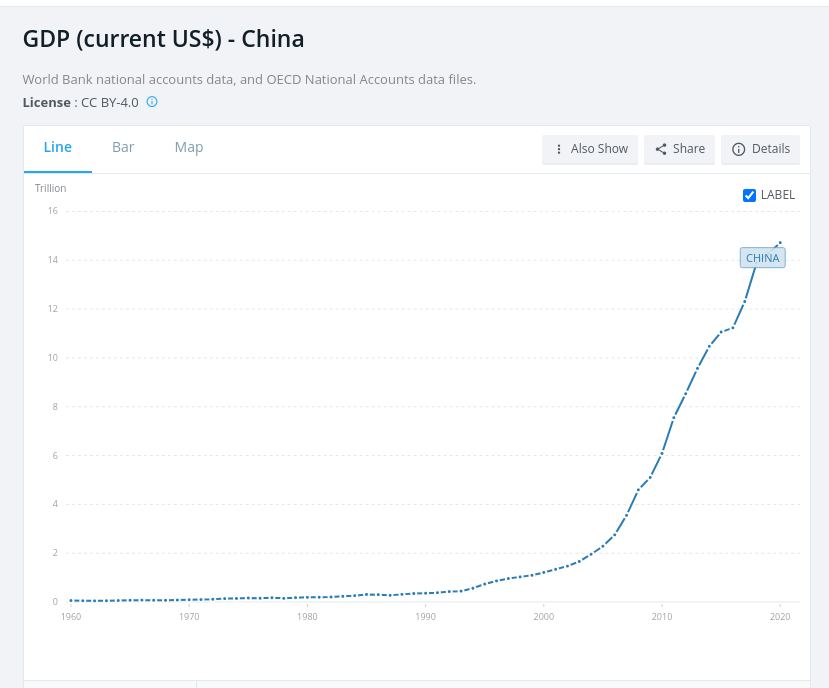 GDP (current US$) - China
World Bank national accounts data, and OECD National Accounts data files.
License : CC BY-4.0
Line Bar Map Also Show Share Details
Trillion
LABEL
16
14
CHINA
12
10
8
6
4
2
0
1960 1970 1980 1990 2000 2010 2020